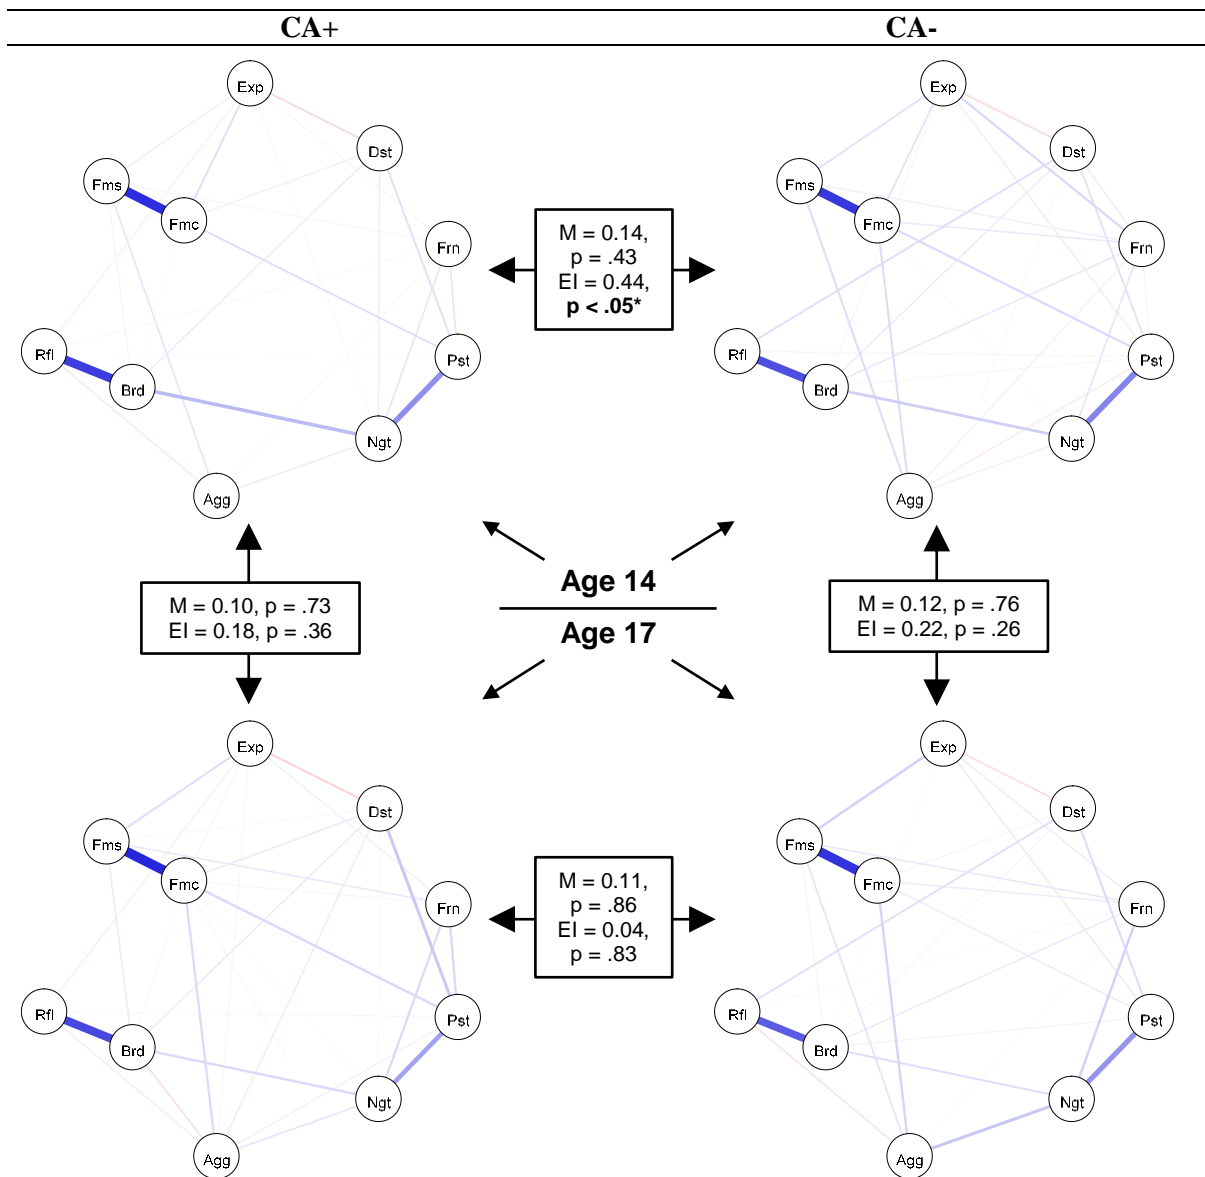 CA+ CA-
Exp
Dst
Fms
Fmc
Frn
Rfl
Brd
Pst
Ngt
Agg
M = 0.14,
p = .43
EI = 0.44,
p < .05*
Exp
Dst
Fms
Fmc
Frn
Rfl
Brd
Pst
Ngt
Agg
M = 0.10, p = .73
EI = 0.18, p = .36
Age 14
Age 17
M = 0.12, p = .76
EI = 0.22, p = .26
Exp
Dst
Fms
Fmc
Frn
Rfl
Brd
Pst
Ngt
Agg
M = 0.11,
p = .86
EI = 0.04,
p = .83
Exp
Dst
Fms
Fmc
Frn
Rfl
Brd
Pst
Ngt
Agg